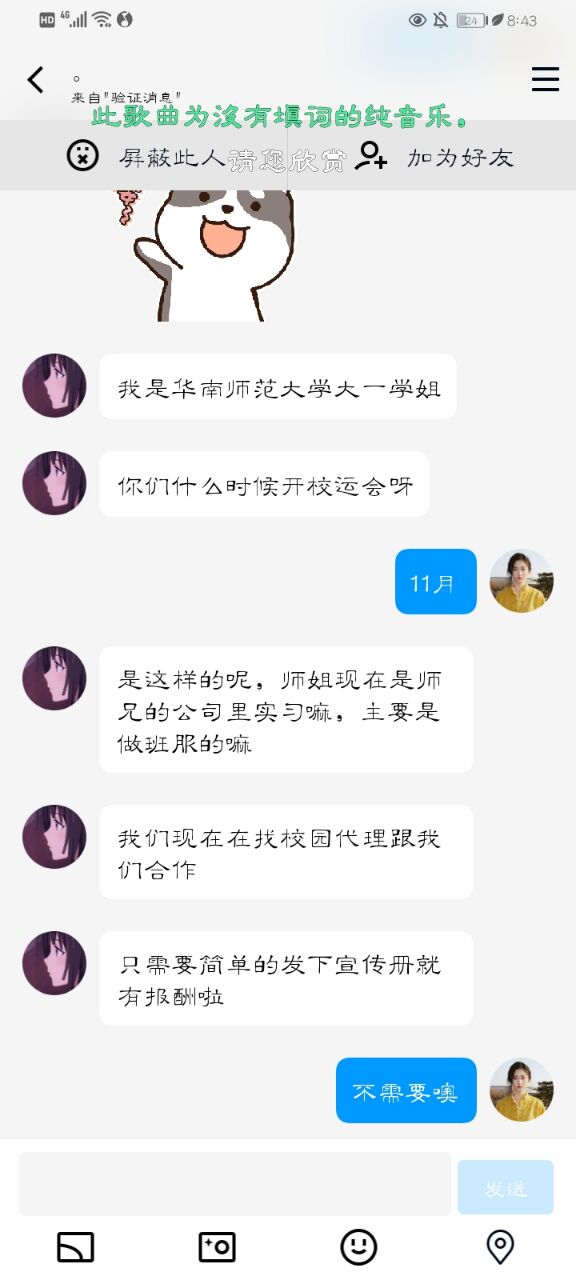 HD 4G 24 8:43
。
来自"验证消息"
此歌曲为没有填词的纯音乐。
屏蔽此人 请您欣赏 加为好友
我是华南师范大学大一学姐
你们什么时候开校运会呀
11月
是这样的呢，师姐现在是师
兄的公司里实习嘛，主要是
做班服的嘛
我们现在在找校园代理跟我
们合作
只需要简单的发下宣传册就
有报酬啦
不需要噢
发送